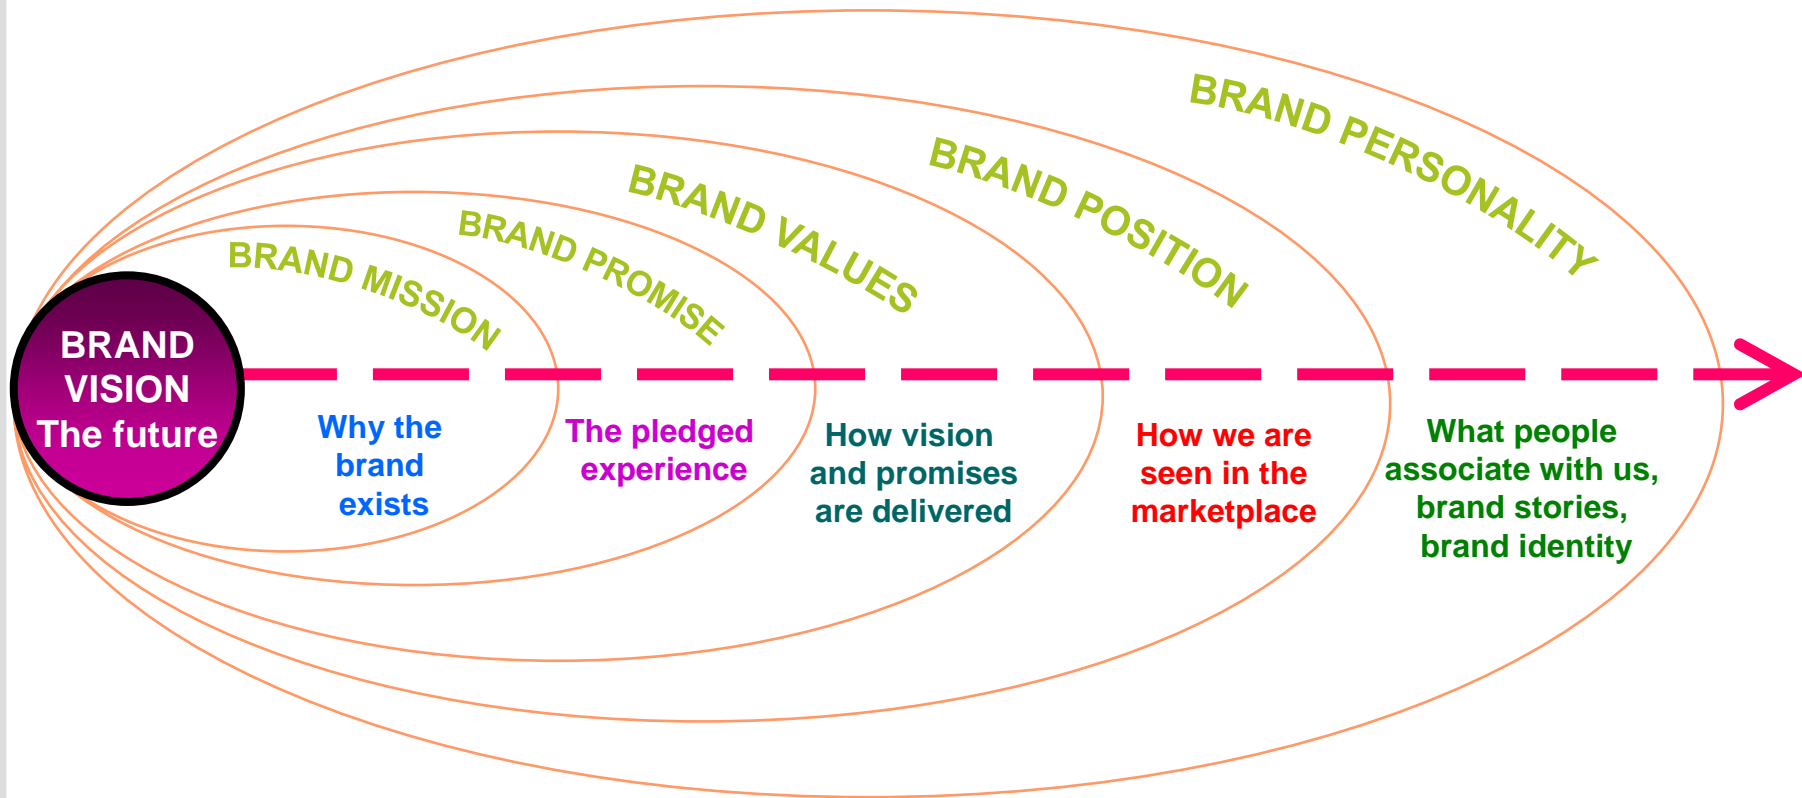 BRAND
VISION
The future
BRAND MISSION
Why the
brand
exists
BRAND PROMISE
The pledged
experience
BRAND VALUES
How vision
and promises
are delivered
BRAND POSITION
How we are
seen in the
marketplace
BRAND PERSONALITY
What people
associate with us,
brand stories,
brand identity